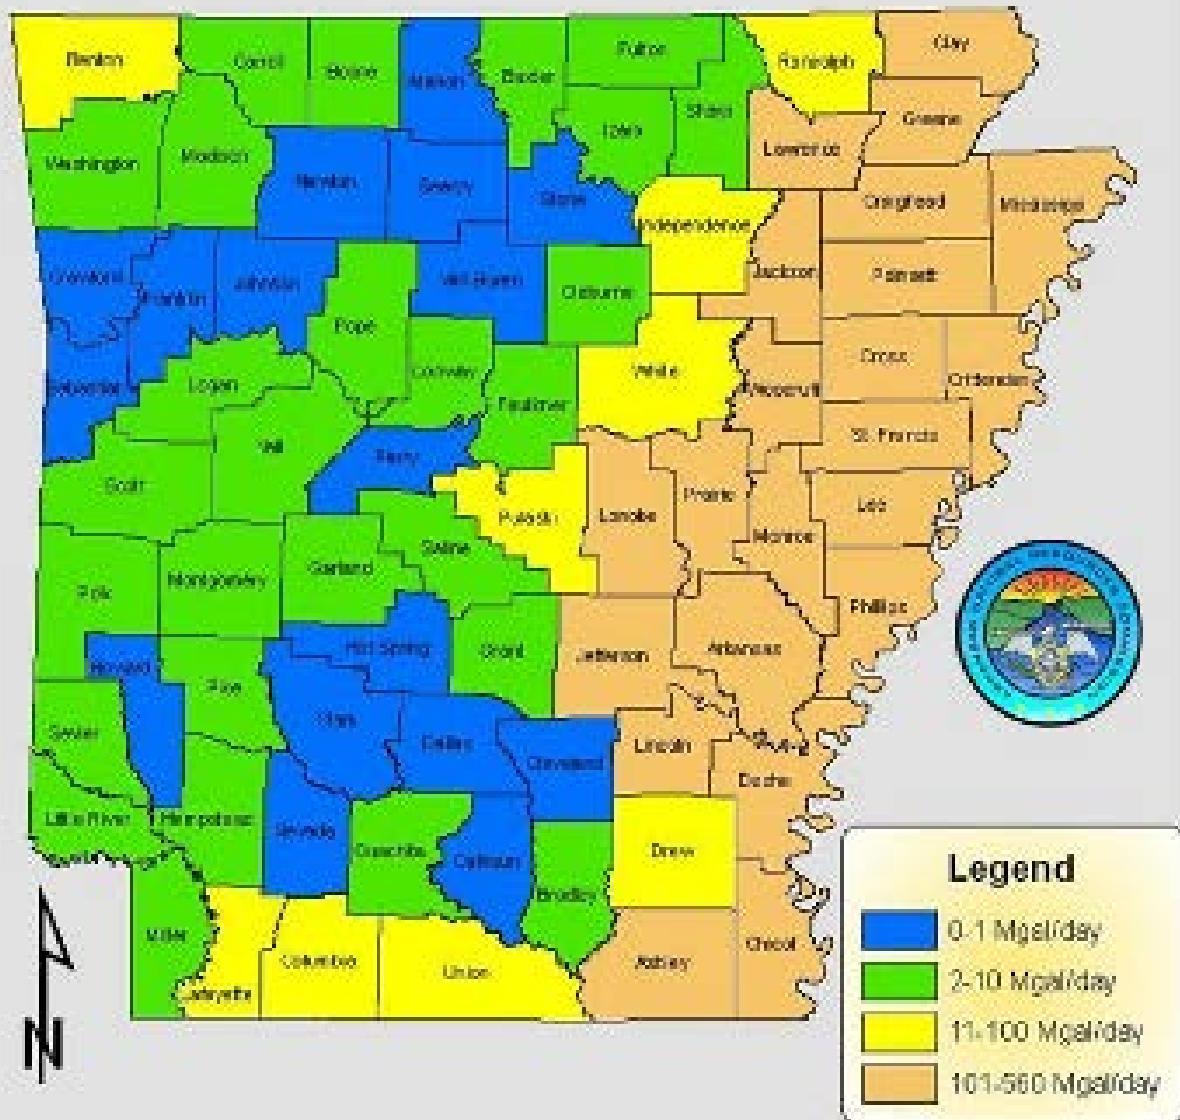 Benton
Carroll
Boone
Marion
Baxter
Fulton
Randolph
Clay
Washington
Madison
Newton
Searcy
Stone
Izard
Sharp
Lawrence
Greene
Independence
Craighead
Mississippi
Crawford
Franklin
Johnson
Pope
Van Buren
Cleburne
Jackson
Poinsett
Sebastian
Logan
Conway
Faulkner
White
Woodruff
Cross
Crittenden
Scott
Yell
Perry
Pulaski
Lonoke
Prairie
Monroe
St. Francis
Lee
Polk
Montgomery
Garland
Saline
Phillips
Howard
Pike
Hot Spring
Grant
Jefferson
Arkansas
Sevier
Clark
Dallas
Cleveland
Lincoln
Desha
Little River
Hempstead
Nevada
Ouachita
Calhoun
Bradley
Drew
Miller
Lafayette
Columbia
Union
Ashley
Chicot
N
Legend
0-1 Mgal/day
2-10 Mgal/day
11-100 Mgal/day
101-560 Mgal/day